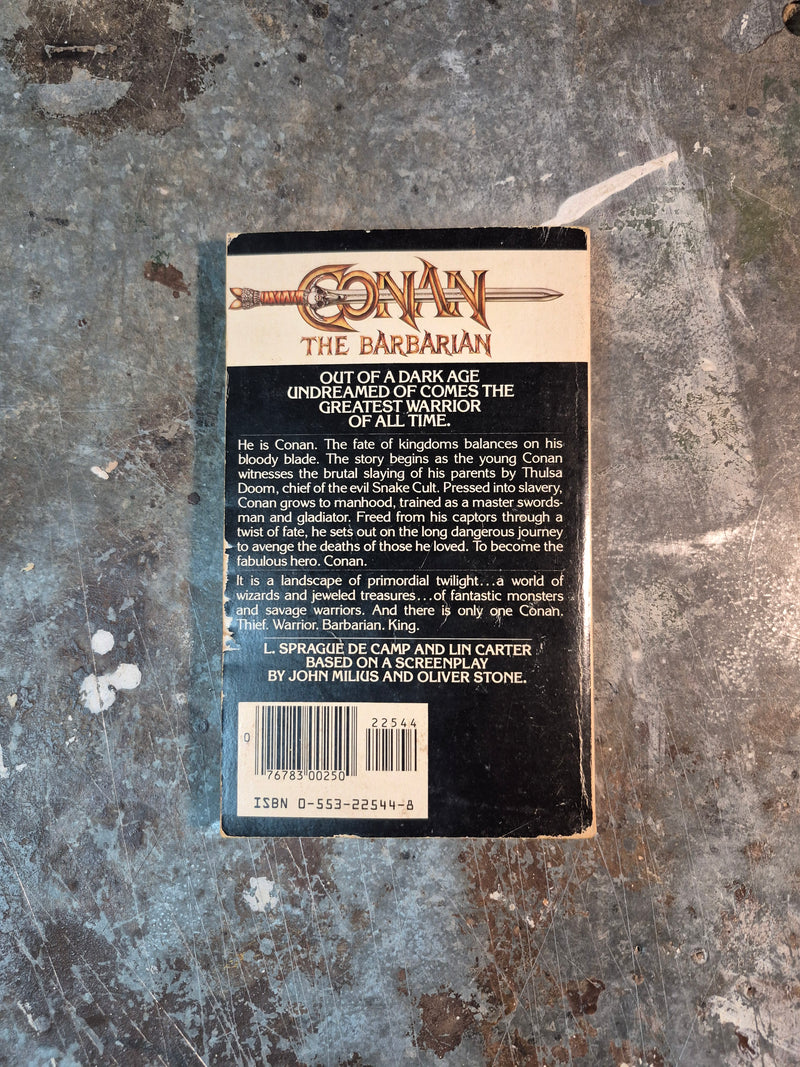 CONAN
THE BARBARIAN
OUT OF A DARK AGE
UNDREAMED OF COMES THE
GREATEST WARRIOR
OF ALL TIME.
He is Conan. The fate of kingdoms balances on his
bloody blade. The story begins as the young Conan
witnesses the brutal slaying of his parents by Thulsa
Doom, chief of the evil Snake Cult. Pressed into slavery,
Conan grows to manhood, trained as a master swords-
man and gladiator. Freed from his captors through a
twist of fate, he sets out on the long dangerous journey
to avenge the deaths of those he loved. To become the
fabulous hero. Conan.
It is a landscape of primordial twilight...a world of
wizards and jeweled treasures...of fantastic monsters
and savage warriors. And there is only one Conan.
Thief. Warrior. Barbarian. King.
L. SPRAGUE DE CAMP AND LIN CARTER
BASED ON A SCREENPLAY
BY JOHN MILIUS AND OLIVER STONE.
22544
0
76783 00250
ISBN 0-553-22544-8